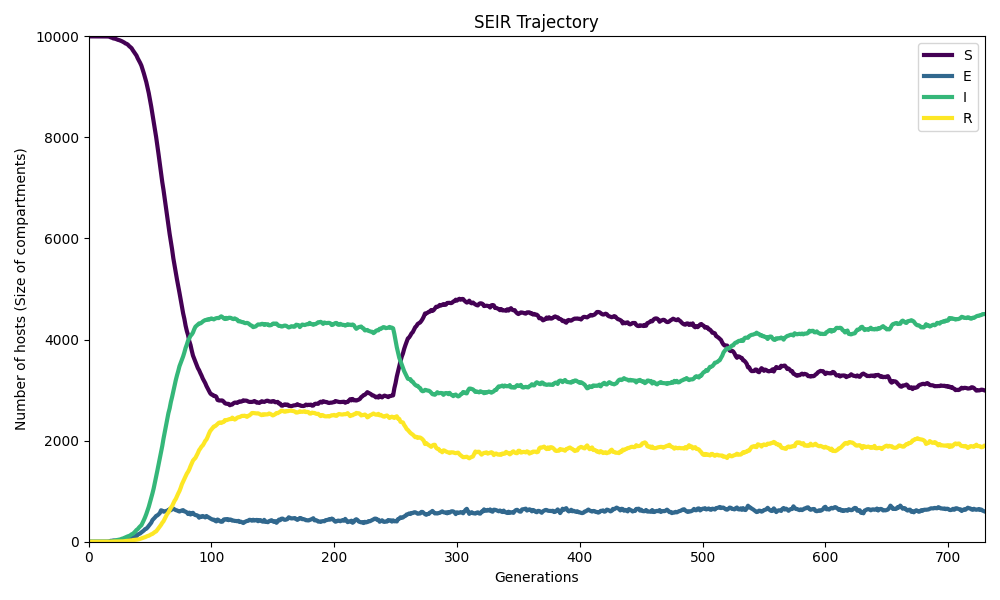 SEIR Trajectory
Number of hosts (Size of compartments)
10000
8000
6000
4000
2000
0
S
E
I
R
0 100 200 300 400 500 600 700
Generations